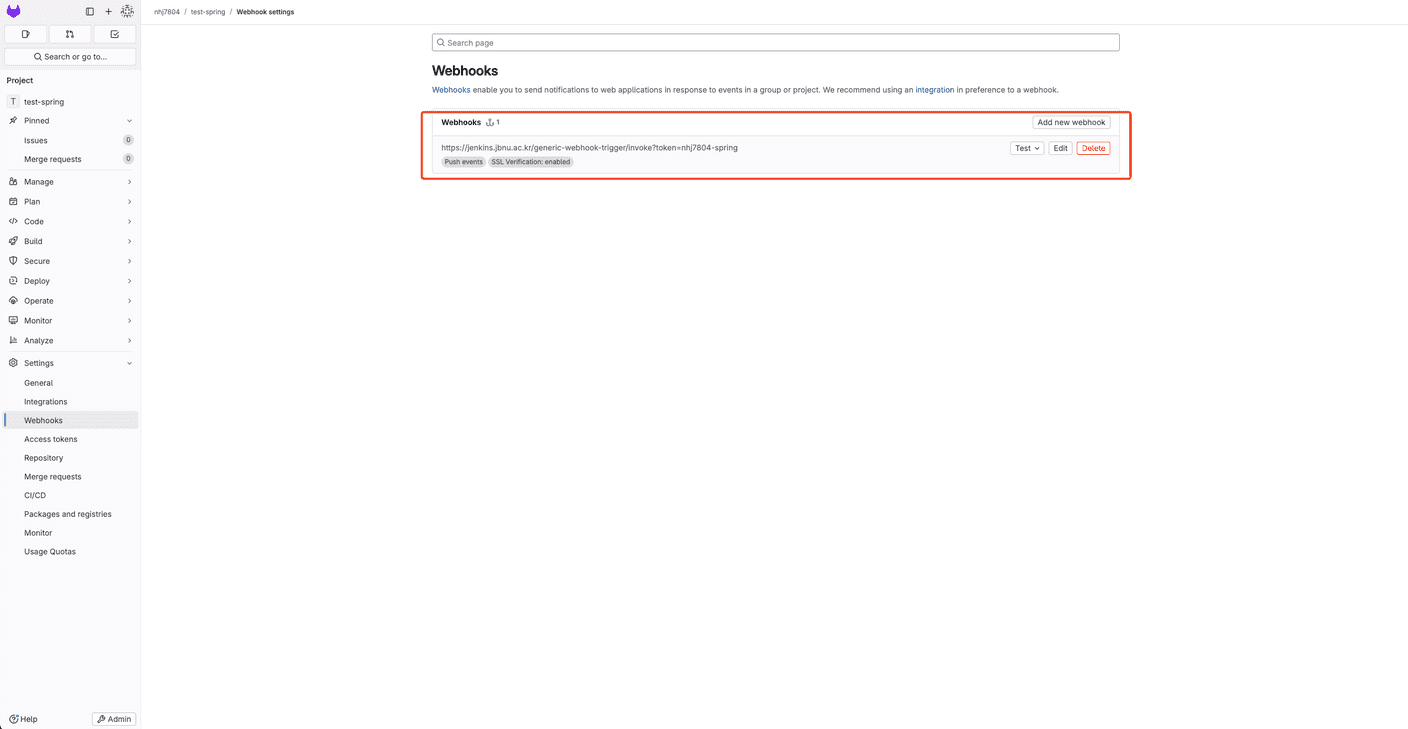 nhj7804 / test-spring / Webhook settings
Search or go to...
Project
T test-spring
Pinned
Issues 0
Merge requests 0
Manage
Plan
Code
Build
Secure
Deploy
Operate
Monitor
Analyze
Settings
General
Integrations
Webhooks
Access tokens
Repository
Merge requests
CI/CD
Packages and registries
Monitor
Usage Quotas
Help
Admin
Search page
Webhooks
Webhooks enable you to send notifications to web applications in response to events in a group or project. We recommend using an integration in preference to a webhook.
Webhooks 1
Add new webhook
https://jenkins.jbnu.ac.kr/generic-webhook-trigger/invoke?token=nhj7804-spring
Test Edit Delete
Push events SSL Verification: enabled